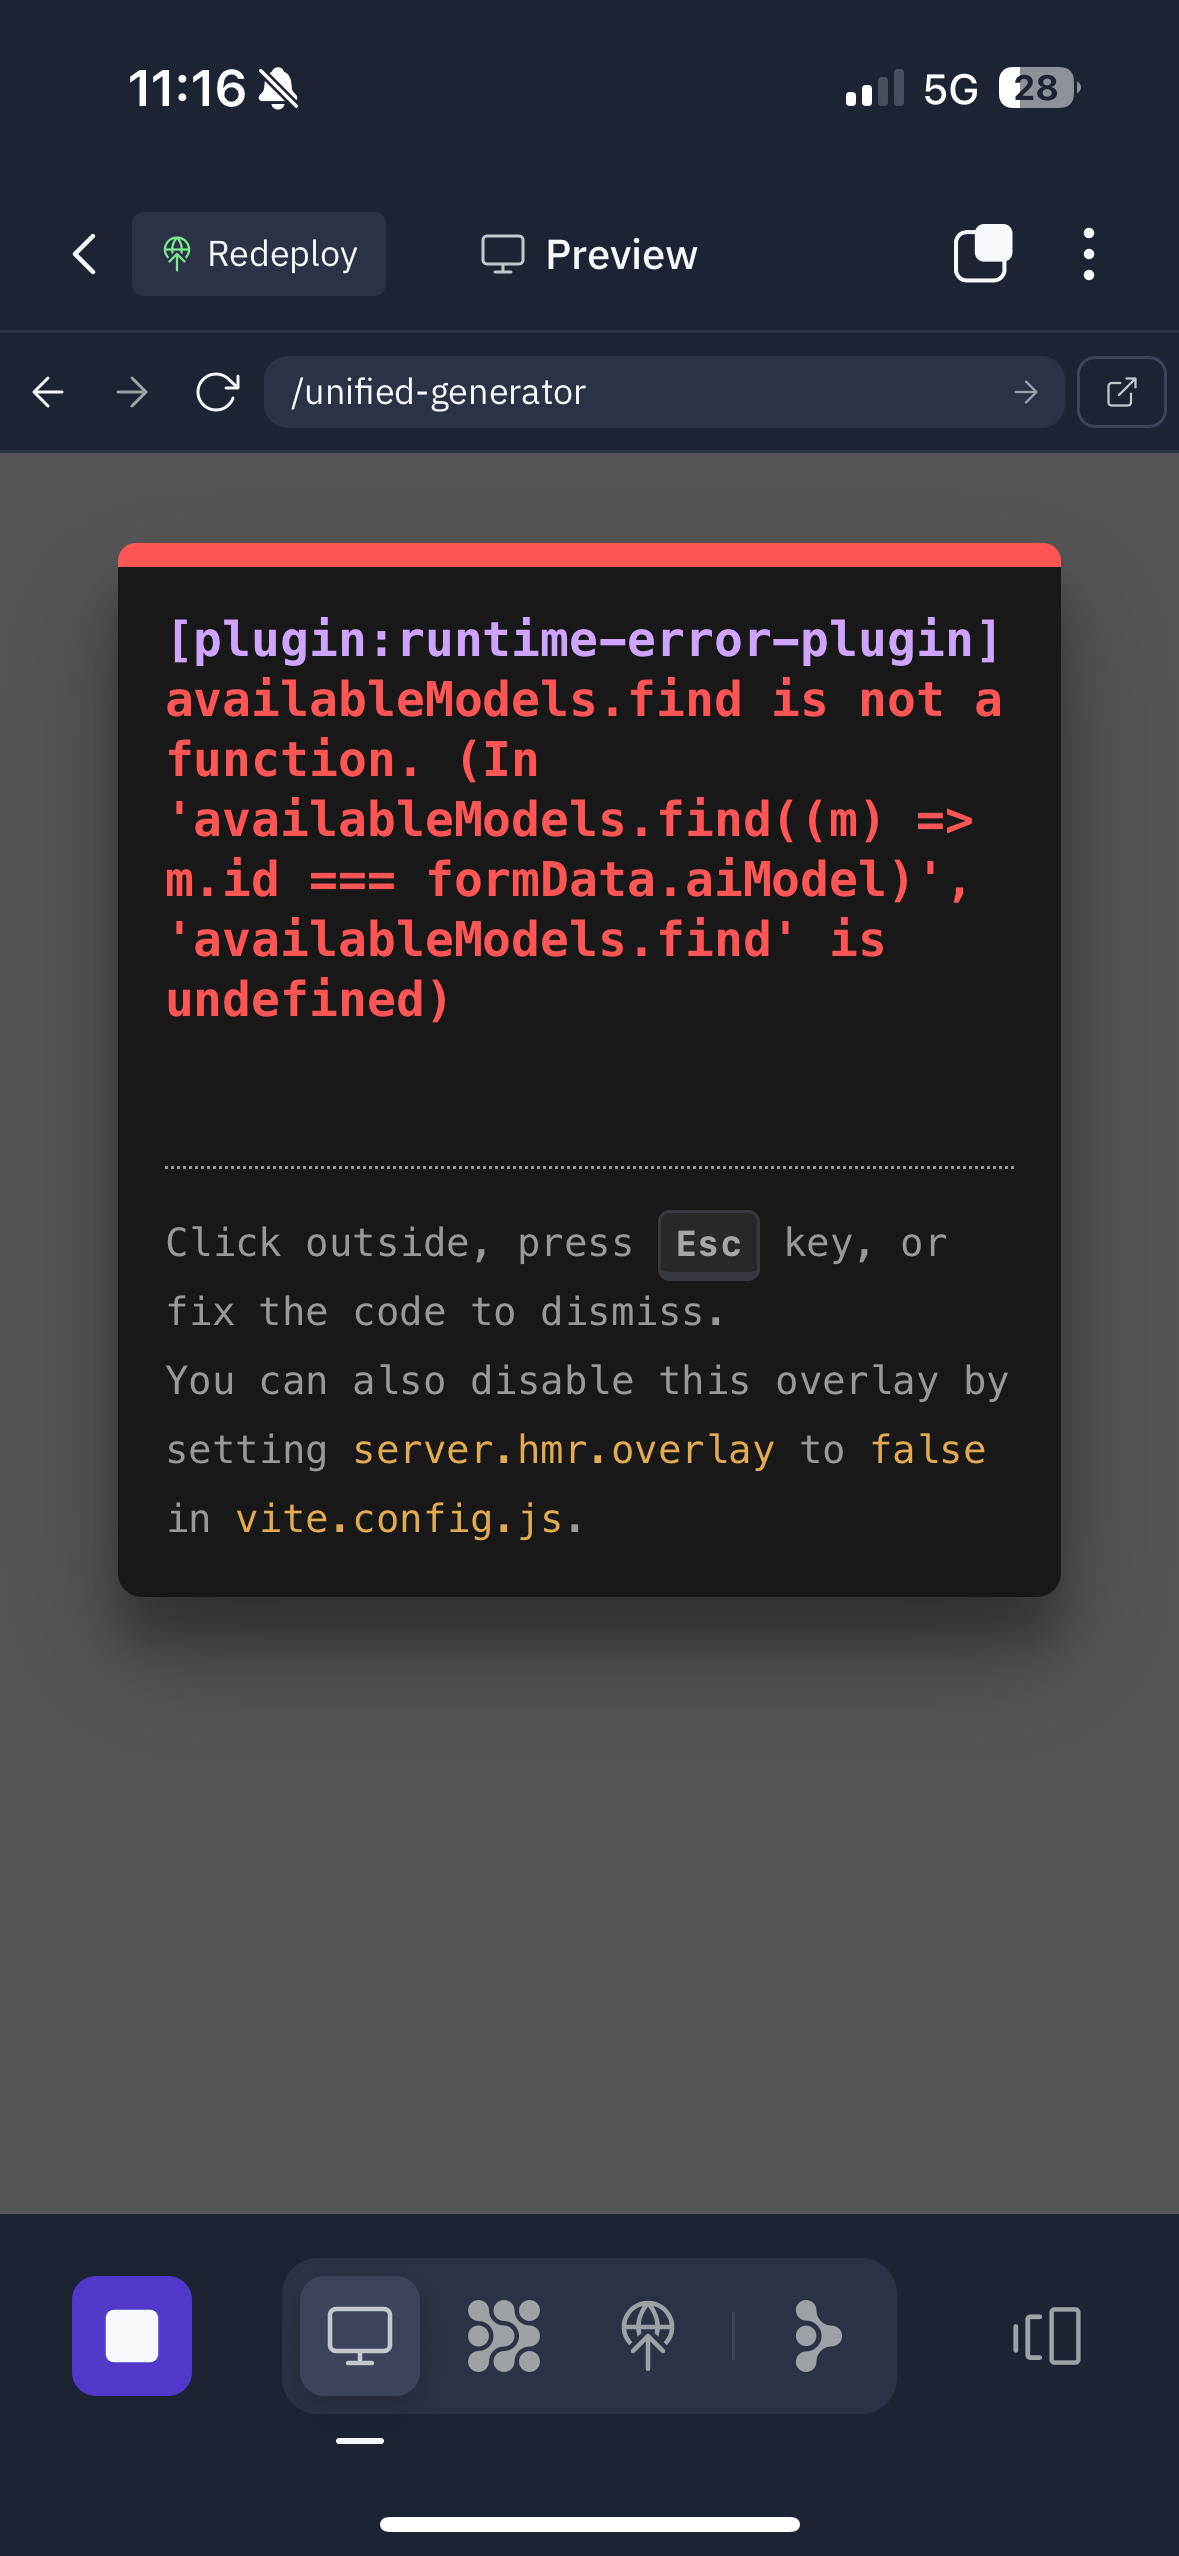 11:16
5G
28
Redeploy
Preview
/unified-generator
[plugin:runtime-error-plugin]
availableModels.find is not a
function. (In
'availableModels.find((m) =>
m.id === formData.aiModel)',
'availableModels.find' is
undefined)
Click outside, press Esc key, or
fix the code to dismiss.
You can also disable this overlay by
setting server.hmr.overlay to false
in vite.config.js.